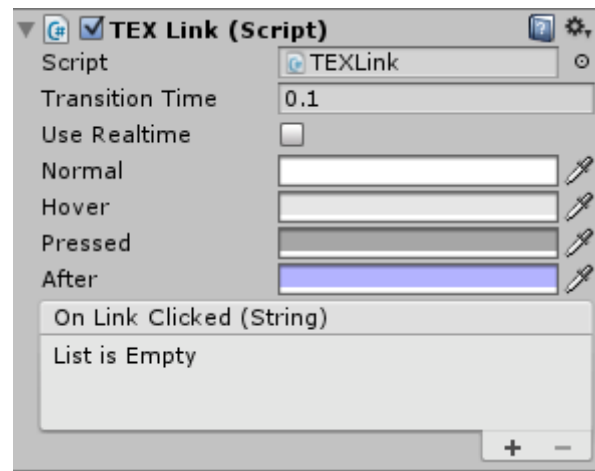 TEX Link (Script)
Script TEXLink
Transition Time 0.1
Use Realtime
Normal
Hover
Pressed
After
On Link Clicked (String)
List is Empty